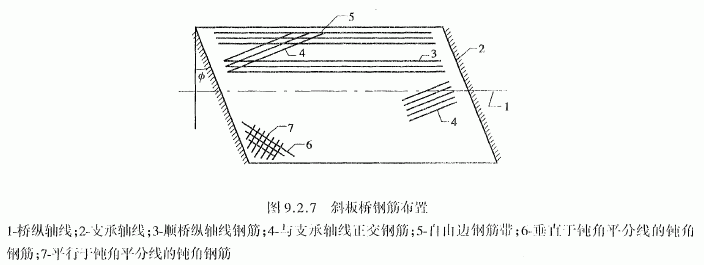 5
4
3
2
φ
1
4
7
6
图9.2.7 斜板桥钢筋布置
1-桥纵轴线;2-支承轴线;3-顺桥纵轴线钢筋;4-与支承轴线正交钢筋;5-自由边钢筋带;6-垂直于钝角平分线的钝角
钢筋;7-平行于钝角平分线的钝角钢筋